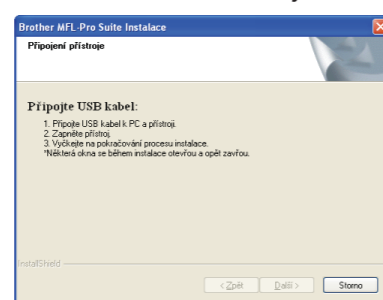 Brother MFL-Pro Suite Instalace
Připojení přístroje
Připojte USB kabel:
1. Připojte USB kabel k PC a přístroji.
2. Zapněte přístroj.
3. Vyčkejte na pokračování procesu instalace.
*Některá okna se během instalace otevřou a opět zavřou.
InstallShield
< Zpět
Další >
Storno